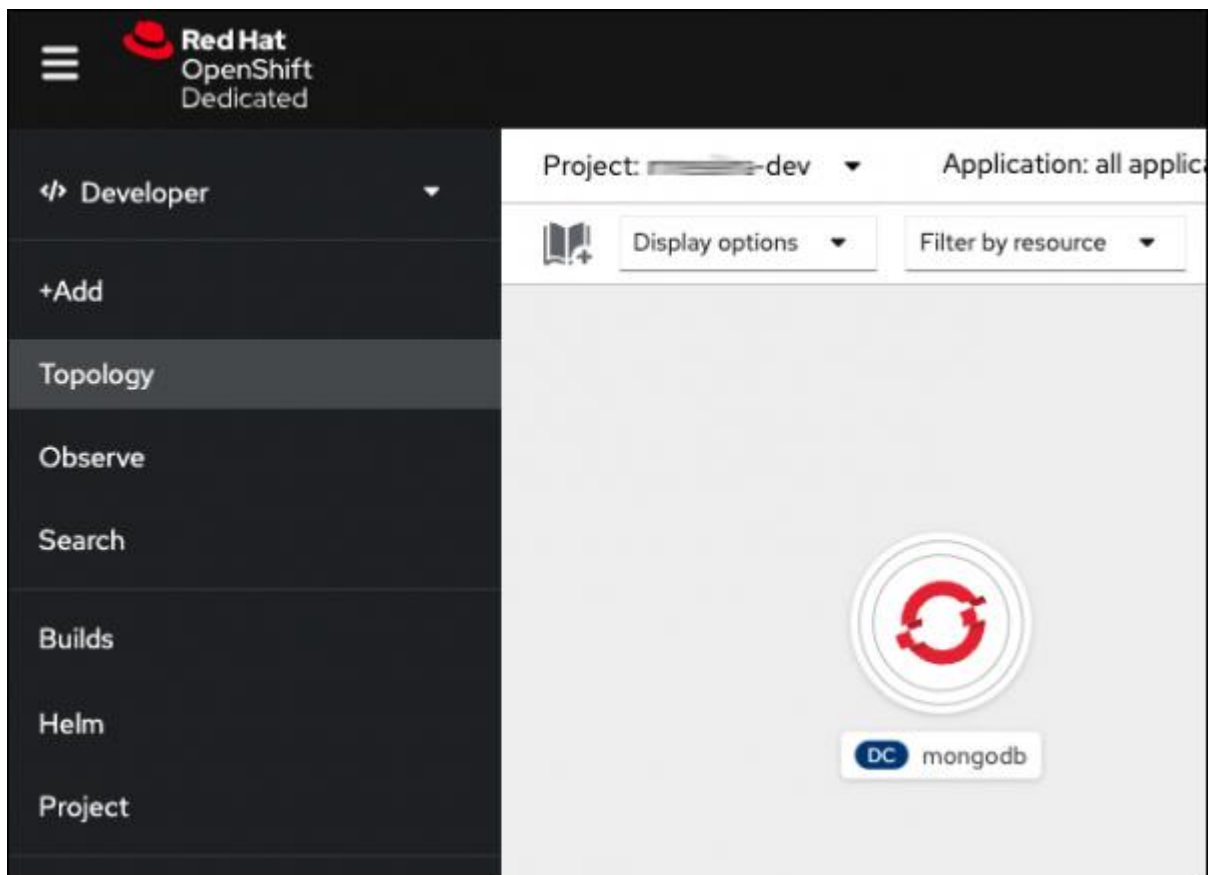 Red Hat
OpenShift
Dedicated
Developer
Project: -dev
Application: all applic
Display options
Filter by resource
+Add
Topology
Observe
Search
Builds
Helm
Project
DC mongodb